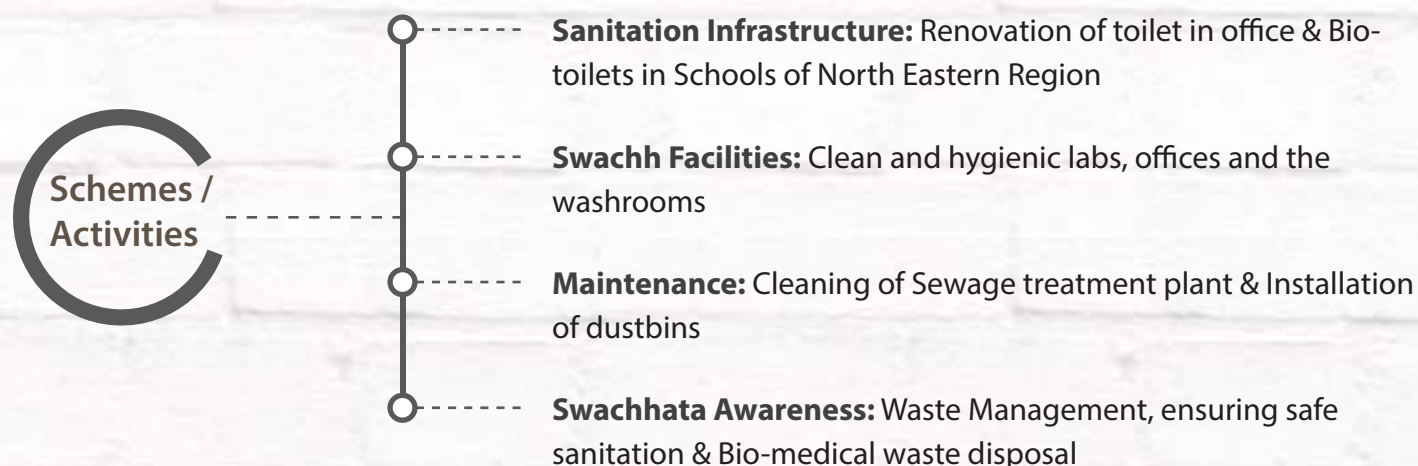 Schemes /
Activities
Sanitation Infrastructure: Renovation of toilet in office & Bio-
toilets in Schools of North Eastern Region
Swachh Facilities: Clean and hygienic labs, offices and the
washrooms
Maintenance: Cleaning of Sewage treatment plant & Installation
of dustbins
Swachhata Awareness: Waste Management, ensuring safe
sanitation & Bio-medical waste disposal